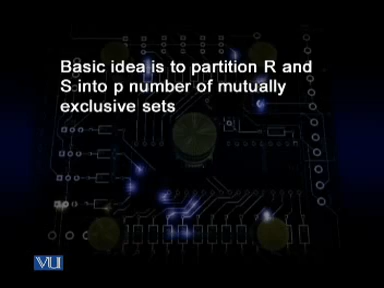 Basic idea is to partition R and
S into p number of mutually
exclusive sets
VU